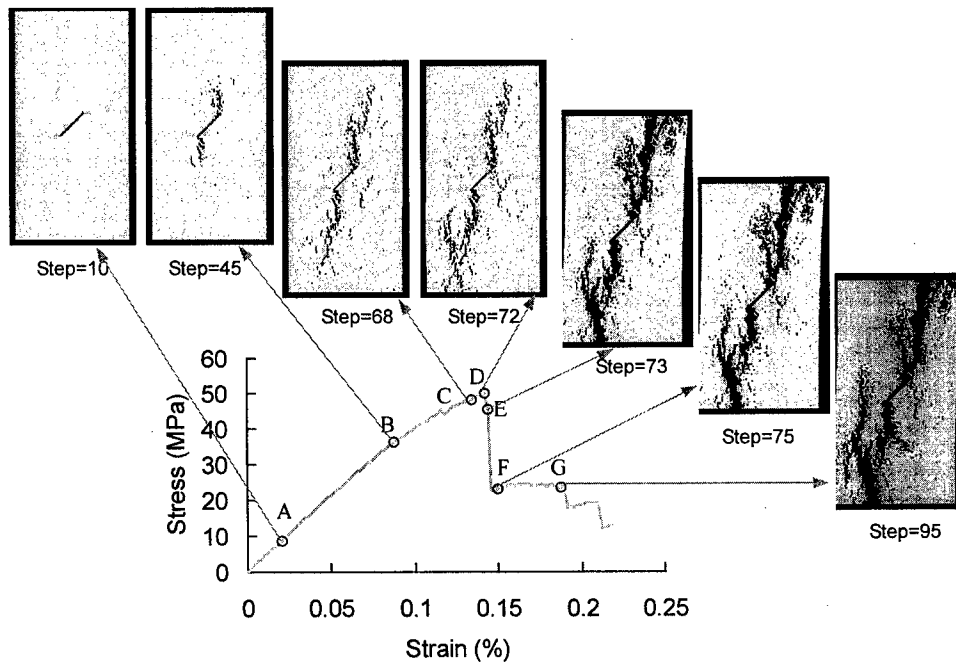 Step=10
Step=45
Step=68
Step=72
Step=73
Step=75
Step=95
60
50
40
30
20
10
0
Stress (MPa)
A
B
C
D
E
F
G
0
0.05
0.1
0.15
0.2
0.25
Strain (%)